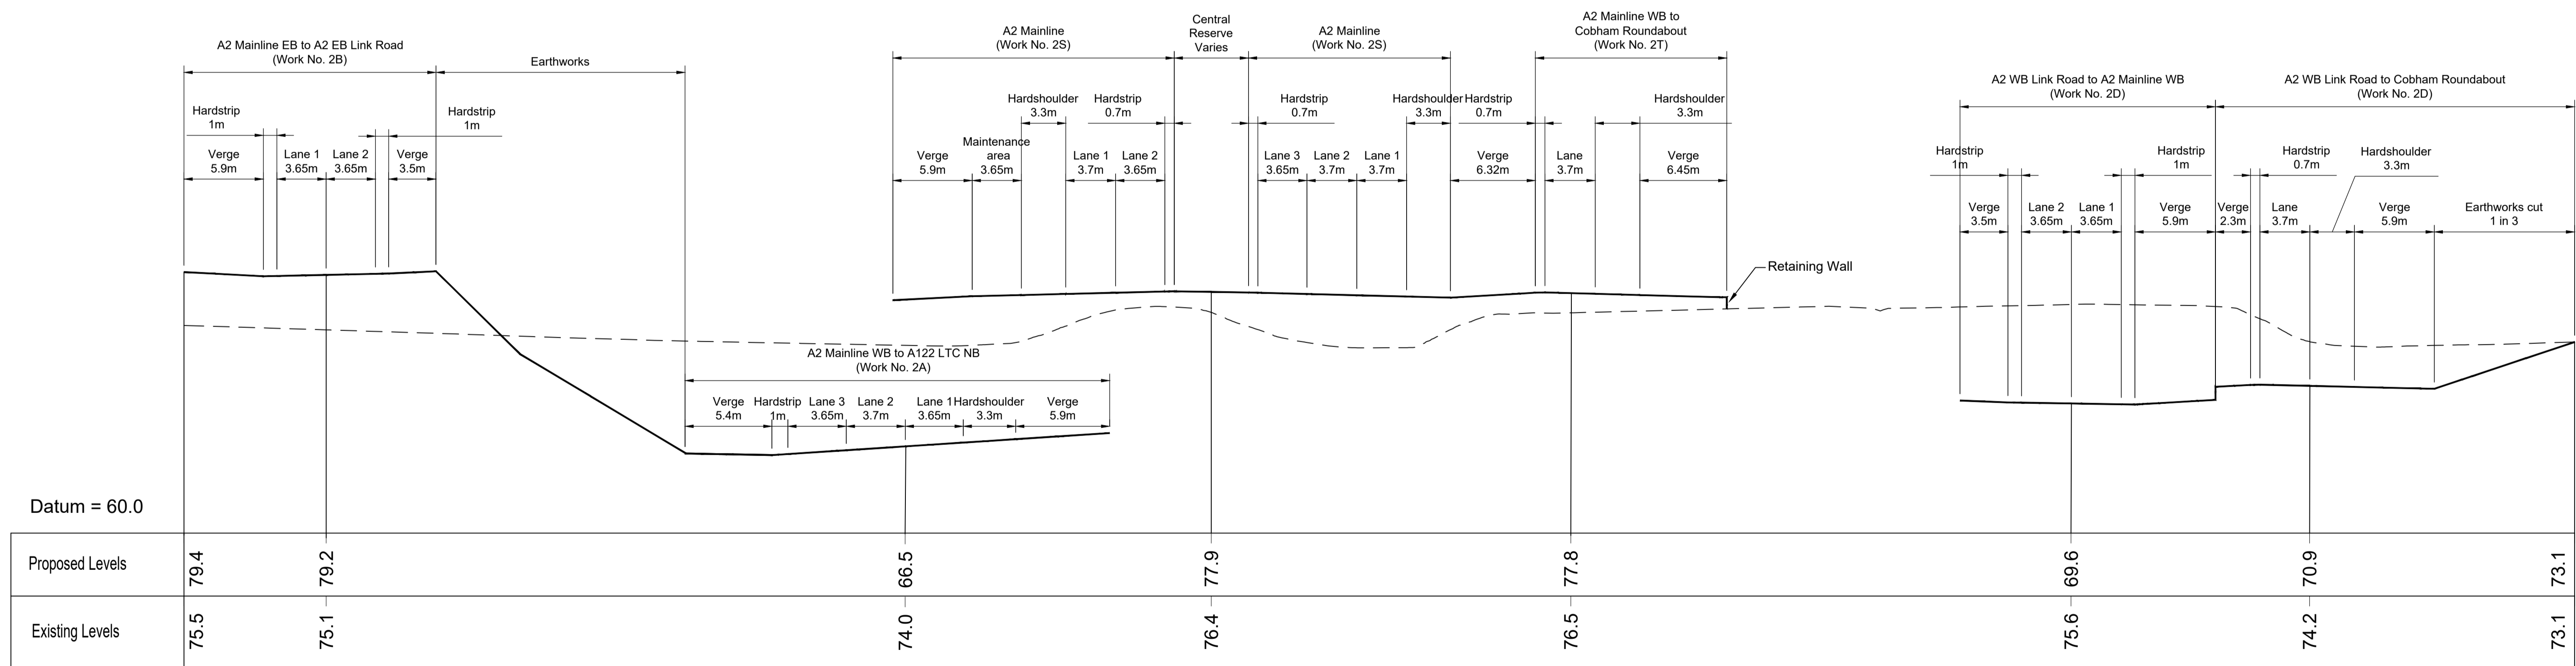 A2 Mainline EB to A2 EB Link Road
(Work No. 2B)
Earthworks
Hardstrip
1m
Hardstrip
1m
Verge
5.9m
Lane 1
3.65m
Lane 2
3.65m
Verge
3.5m
A2 Mainline
(Work No. 2S)
Central
Reserve
Varies
A2 Mainline
(Work No. 2S)
A2 Mainline WB to
Cobham Roundabout
(Work No. 2T)
Hardshoulder
3.3m
Hardstrip
0.7m
Hardstrip
0.7m
Hardshoulder
3.3m
Hardstrip
0.7m
Hardshoulder
3.3m
Verge
5.9m
Maintenance
area
3.65m
Lane 1
3.7m
Lane 2
3.65m
Lane 3
3.65m
Lane 2
3.7m
Lane 1
3.7m
Verge
6.32m
Lane
3.7m
Verge
6.45m
Retaining Wall
A2 WB Link Road to A2 Mainline WB
(Work No. 2D)
A2 WB Link Road to Cobham Roundabout
(Work No. 2D)
Hardstrip
1m
Hardstrip
1m
Hardstrip
0.7m
Hardshoulder
3.3m
Verge
3.5m
Lane 2
3.65m
Lane 1
3.65m
Verge
5.9m
Verge
2.3m
Lane
3.7m
Verge
5.9m
Earthworks cut
1 in 3
A2 Mainline WB to A122 LTC NB
(Work No. 2A)
Verge
5.4m
Hardstrip
1m
Lane 3
3.65m
Lane 2
3.7m
Lane 1
3.65m
Hardshoulder
3.3m
Verge
5.9m
Datum = 60.0
Proposed Levels
79.4
79.2
66.5
77.9
77.8
69.6
70.9
73.1
Existing Levels
75.5
75.1
74.0
76.4
76.5
75.6
74.2
73.1